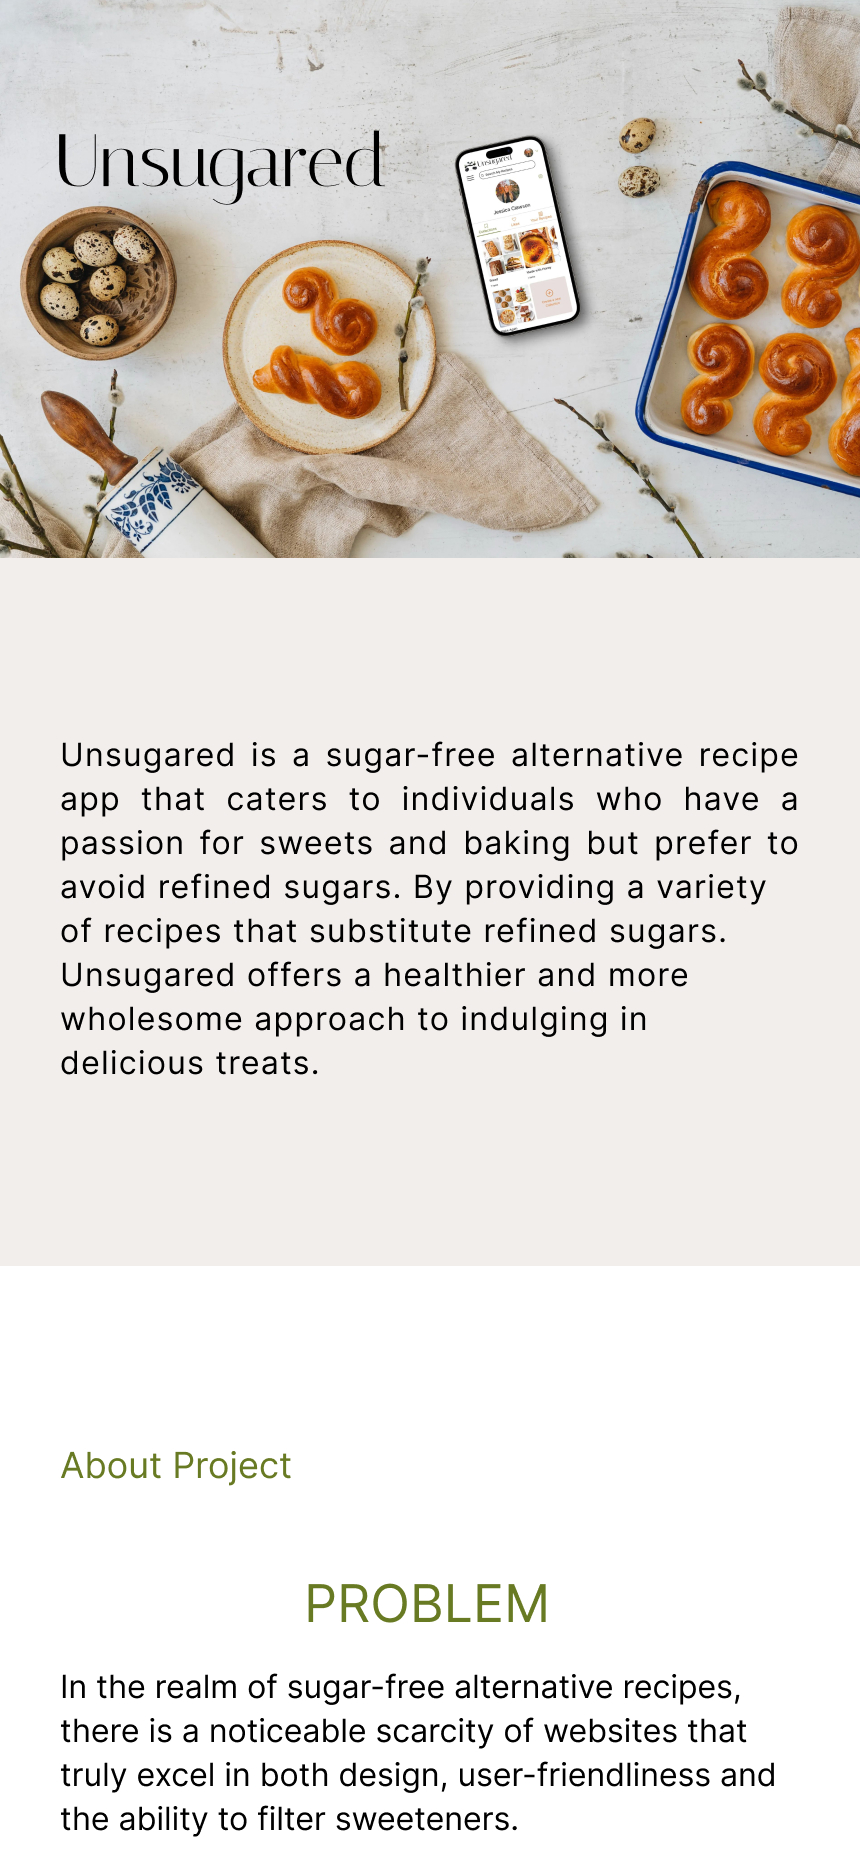 Unsugared
Unsugared
Jessica Clawson
Unsugared is a sugar-free alternative recipe
app that caters to individuals who have a
passion for sweets and baking but prefer to
avoid refined sugars. By providing a variety
of recipes that substitute refined sugars.
Unsugared offers a healthier and more
wholesome approach to indulging in
delicious treats.
About Project
PROBLEM
In the realm of sugar-free alternative recipes,
there is a noticeable scarcity of websites that
truly excel in both design, user-friendliness and
the ability to filter sweeteners.